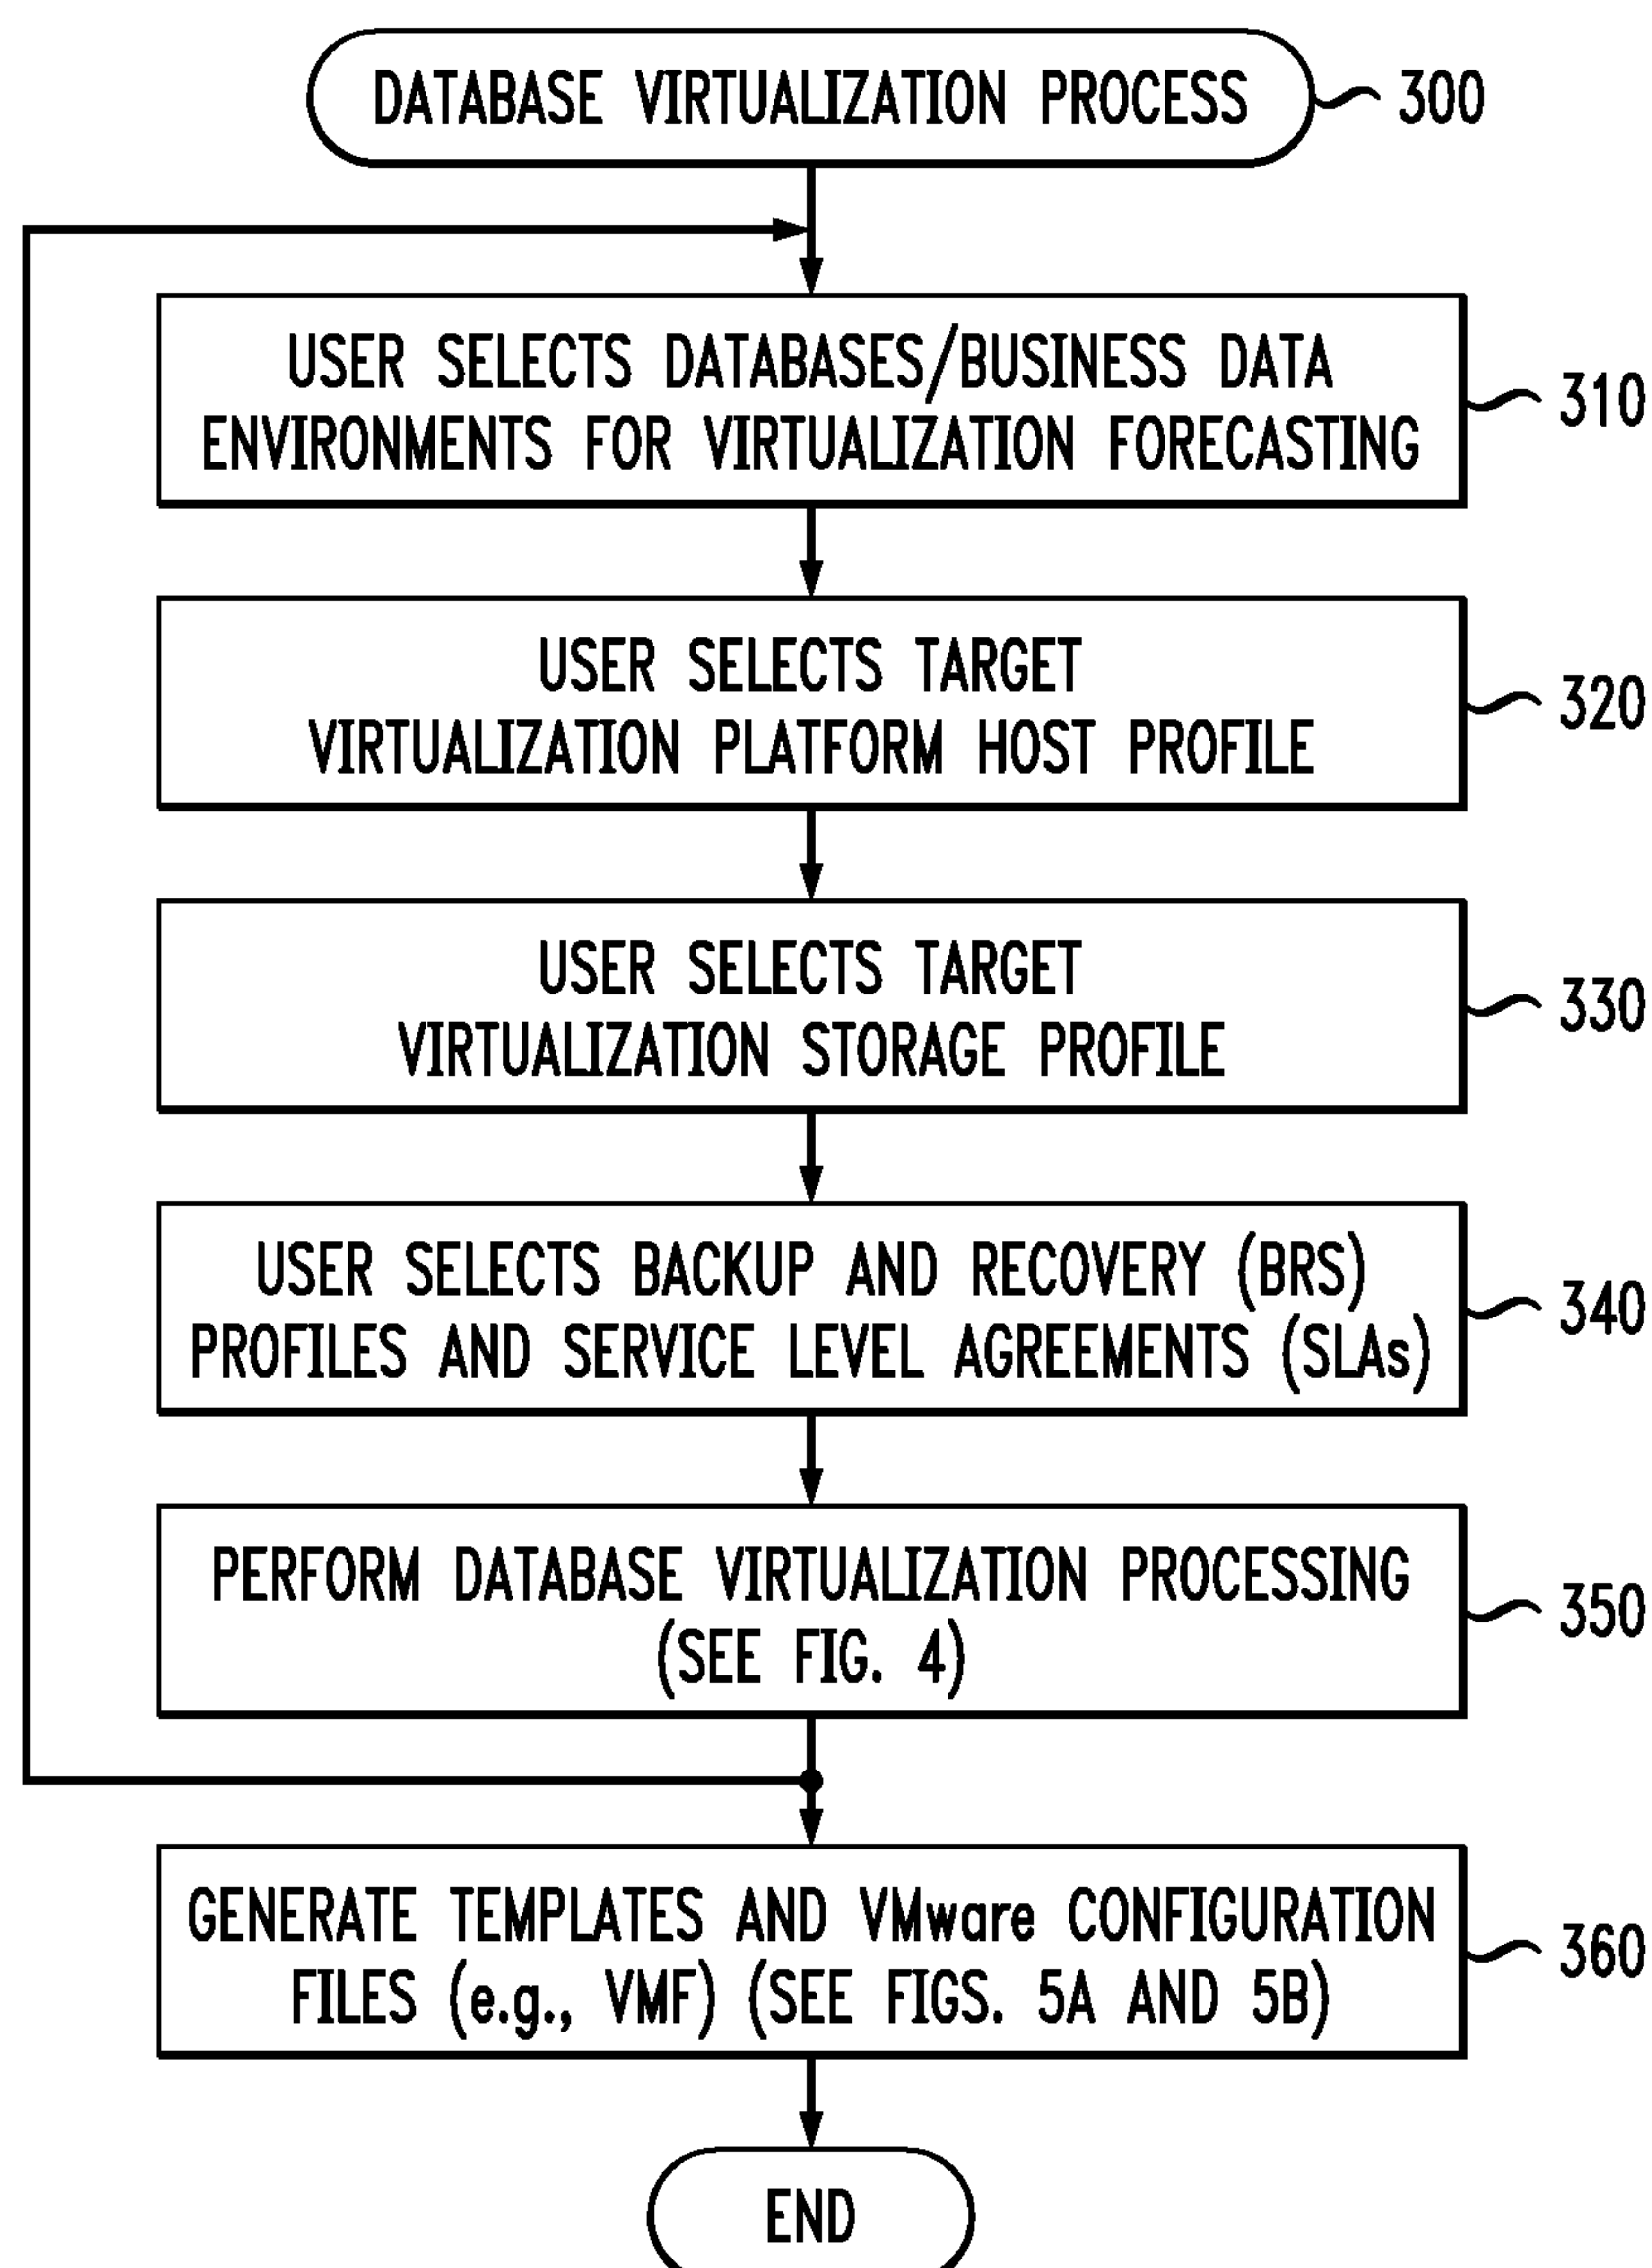 DATABASE VIRTUALIZATION PROCESS
300
USER SELECTS DATABASES/BUSINESS DATA
ENVIRONMENTS FOR VIRTUALIZATION FORECASTING
310
USER SELECTS TARGET
VIRTUALIZATION PLATFORM HOST PROFILE
320
USER SELECTS TARGET
VIRTUALIZATION STORAGE PROFILE
330
USER SELECTS BACKUP AND RECOVERY (BRS)
PROFILES AND SERVICE LEVEL AGREEMENTS (SLAs)
340
PERFORM DATABASE VIRTUALIZATION PROCESSING
(SEE FIG. 4)
350
GENERATE TEMPLATES AND VMware CONFIGURATION
FILES (e.g., VMF) (SEE FIGS. 5A AND 5B)
360
END